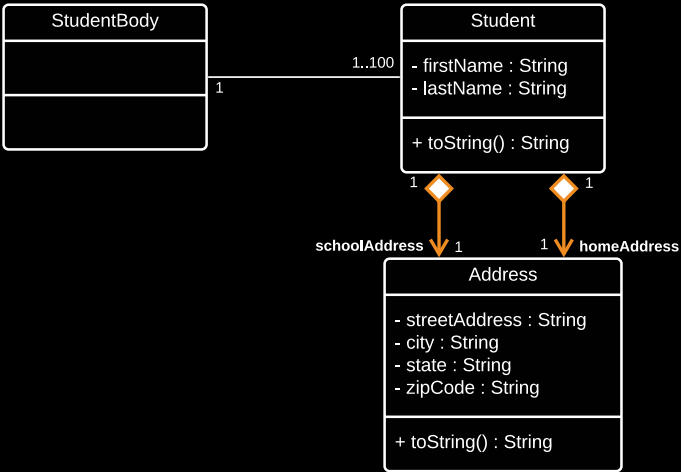 StudentBody
1
1..100
Student
- firstName : String
- lastName : String
+ toString() : String
1
1
schoolAddress
1
1
homeAddress
Address
- streetAddress : String
- city : String
- state : String
- zipCode : String
+ toString() : String